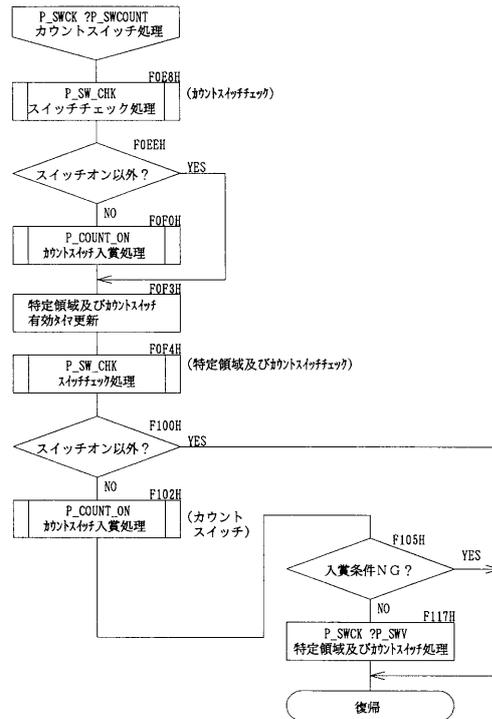 P_SWCK ?P_SWCOUNT
カウントスイッチ処理
F0E8H
P_SW_CHK
スイッチチェック処理
(カウントスイッチチェック)
F0EEH
スイッチオン以外？
YES
NO
F0F0H
P_COUNT_ON
カウントスイッチ入賞処理
F0F3H
特定領域及びカウントスイッチ
有効タイマ更新
F0F4H
P_SW_CHK
スイッチチェック処理
(特定領域及びカウントスイッチチェック)
F100H
スイッチオン以外？
YES
NO
F102H
P_COUNT_ON
カウントスイッチ入賞処理
(カウント
スイッチ)
F105H
入賞条件ＮＧ？
YES
NO
F117H
P_SWCK ?P_SWV
特定領域及びカウントスイッチ処理
復帰